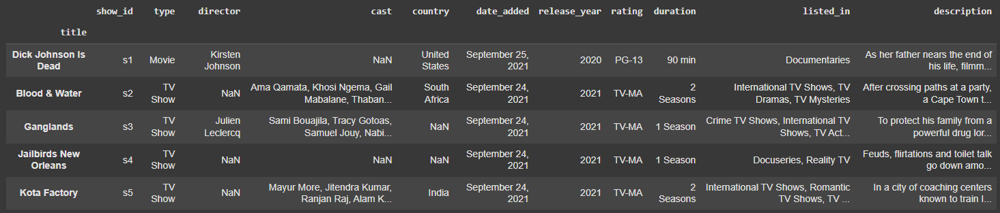 show_id type director cast country date_added release_year rating duration listed_in description
title
Dick Johnson Is Dead s1 Movie Kirsten Johnson NaN United States September 25, 2021 2020 PG-13 90 min Documentaries As her father nears the end of his life, filmm...
Blood & Water s2 TV Show NaN Ama Qamata, Khosi Ngema, Gail Mabalane, Thaban... South Africa September 24, 2021 2021 TV-MA 2 Seasons International TV Shows, TV Dramas, TV Mysteries After crossing paths at a party, a Cape Town t...
Ganglands s3 TV Show Julien Leclercq Sami Bouajila, Tracy Gotoas, Samuel Jouy, Nabi... NaN September 24, 2021 2021 TV-MA 1 Season Crime TV Shows, International TV Shows, TV Act... To protect his family from a powerful drug lor...
Jailbirds New Orleans s4 TV Show NaN NaN NaN September 24, 2021 2021 TV-MA 1 Season Docuseries, Reality TV Feuds, flirtations and toilet talk go down amo...
Kota Factory s5 TV Show NaN Mayur More, Jitendra Kumar, Ranjan Raj, Alam K... India September 24, 2021 2021 TV-MA 2 Seasons International TV Shows, Romantic TV Shows, TV ... In a city of coaching centers known to train I...